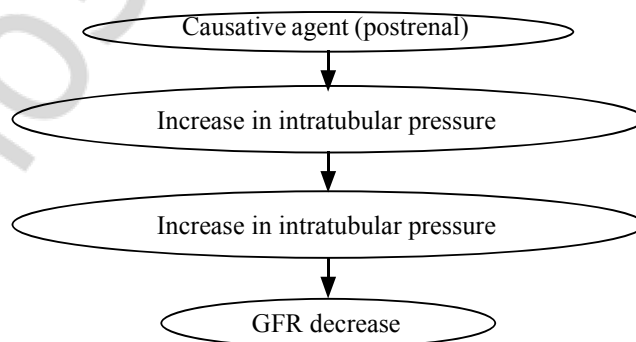 Causative agent (postrenal)
Increase in intratubular pressure
Increase in intratubular pressure
GFR decrease